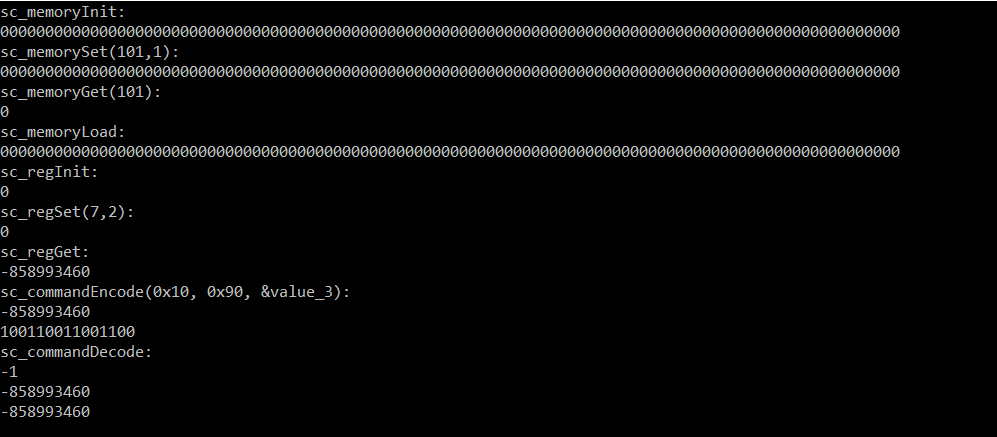 sc_memoryInit:
0000000000000000000000000000000000000000000000000000000000000000000000000000000000000000000000000000
sc_memorySet(101,1):
0000000000000000000000000000000000000000000000000000000000000000000000000000000000000000000000000000
sc_memoryGet(101):
0
sc_memoryLoad:
0000000000000000000000000000000000000000000000000000000000000000000000000000000000000000000000000000
sc_regInit:
0
sc_regSet(7,2):
0
sc_regGet:
-858993460
sc_commandEncode(0x10, 0x90, &value_3):
-858993460
100110011001100
sc_commandDecode:
-1
-858993460
-858993460